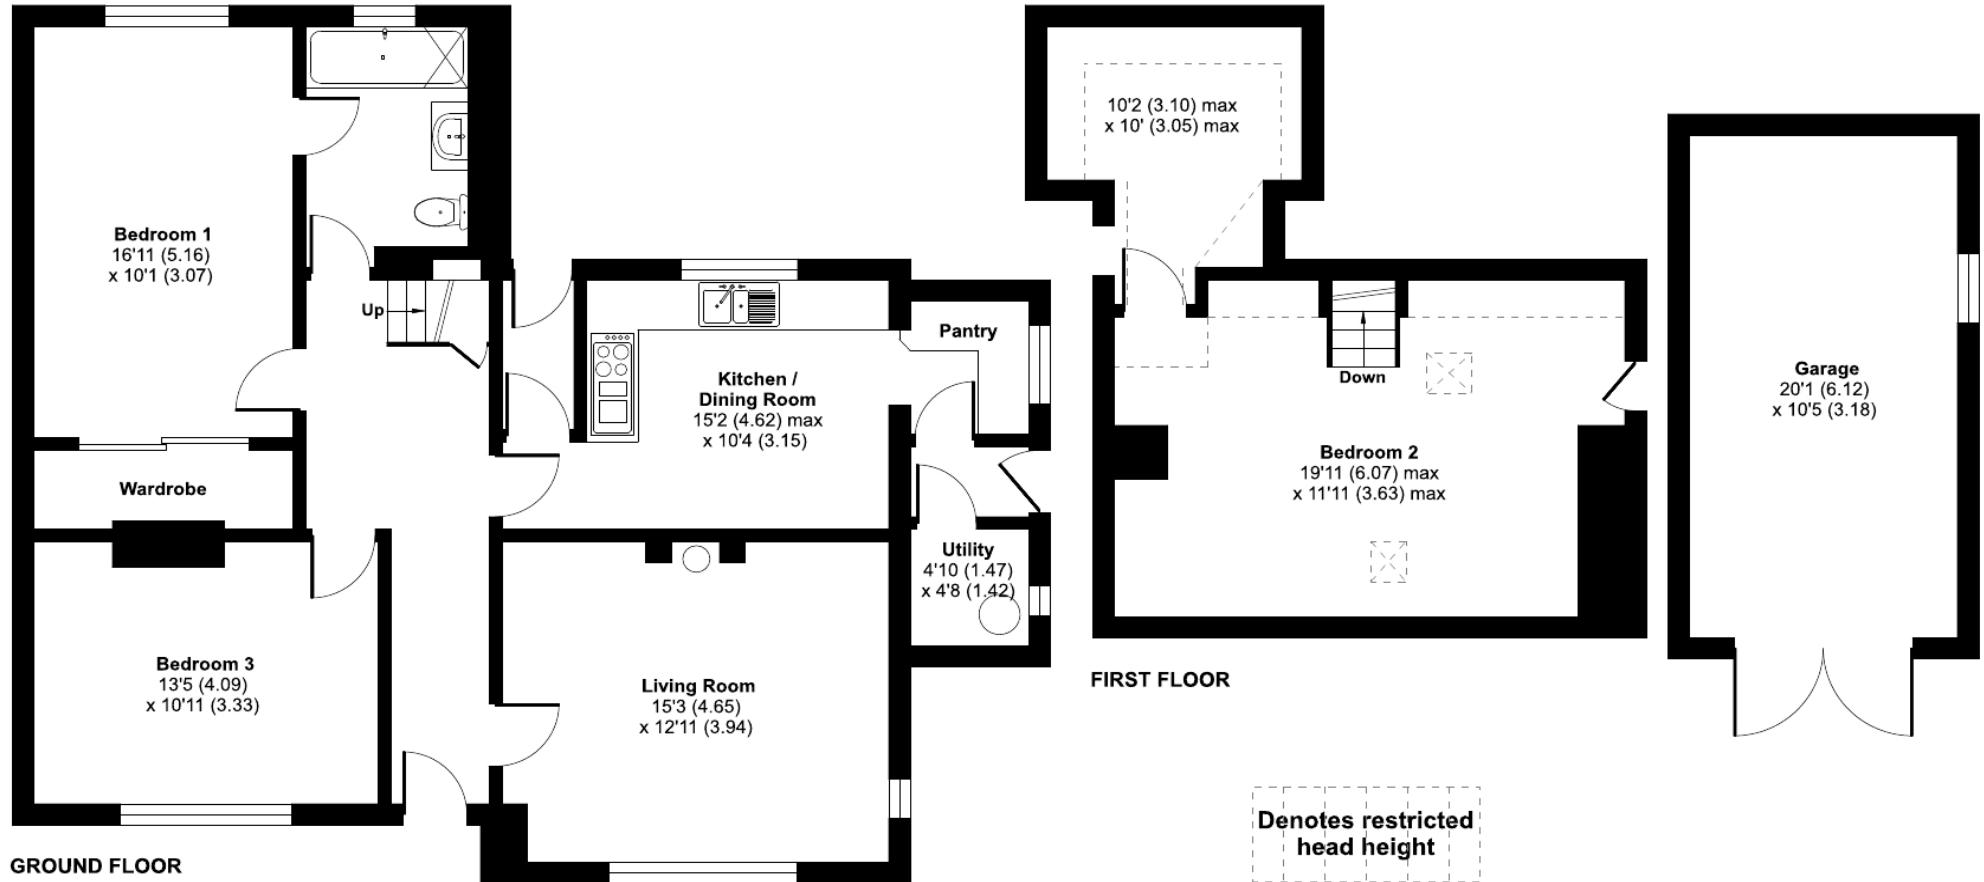 Bedroom 1
16'11 (5.16)
x 10'1 (3.07)
Up
Wardrobe
Kitchen /
Dining Room
15'2 (4.62) max
x 10'4 (3.15)
Pantry
Utility
4'10 (1.47)
x 4'8 (1.42)
Bedroom 3
13'5 (4.09)
x 10'11 (3.33)
Living Room
15'3 (4.65)
x 12'11 (3.94)
GROUND FLOOR
10'2 (3.10) max
x 10' (3.05) max
Down
Bedroom 2
19'11 (6.07) max
x 11'11 (3.63) max
FIRST FLOOR
Garage
20'1 (6.12)
x 10'5 (3.18)
Denotes restricted
head height